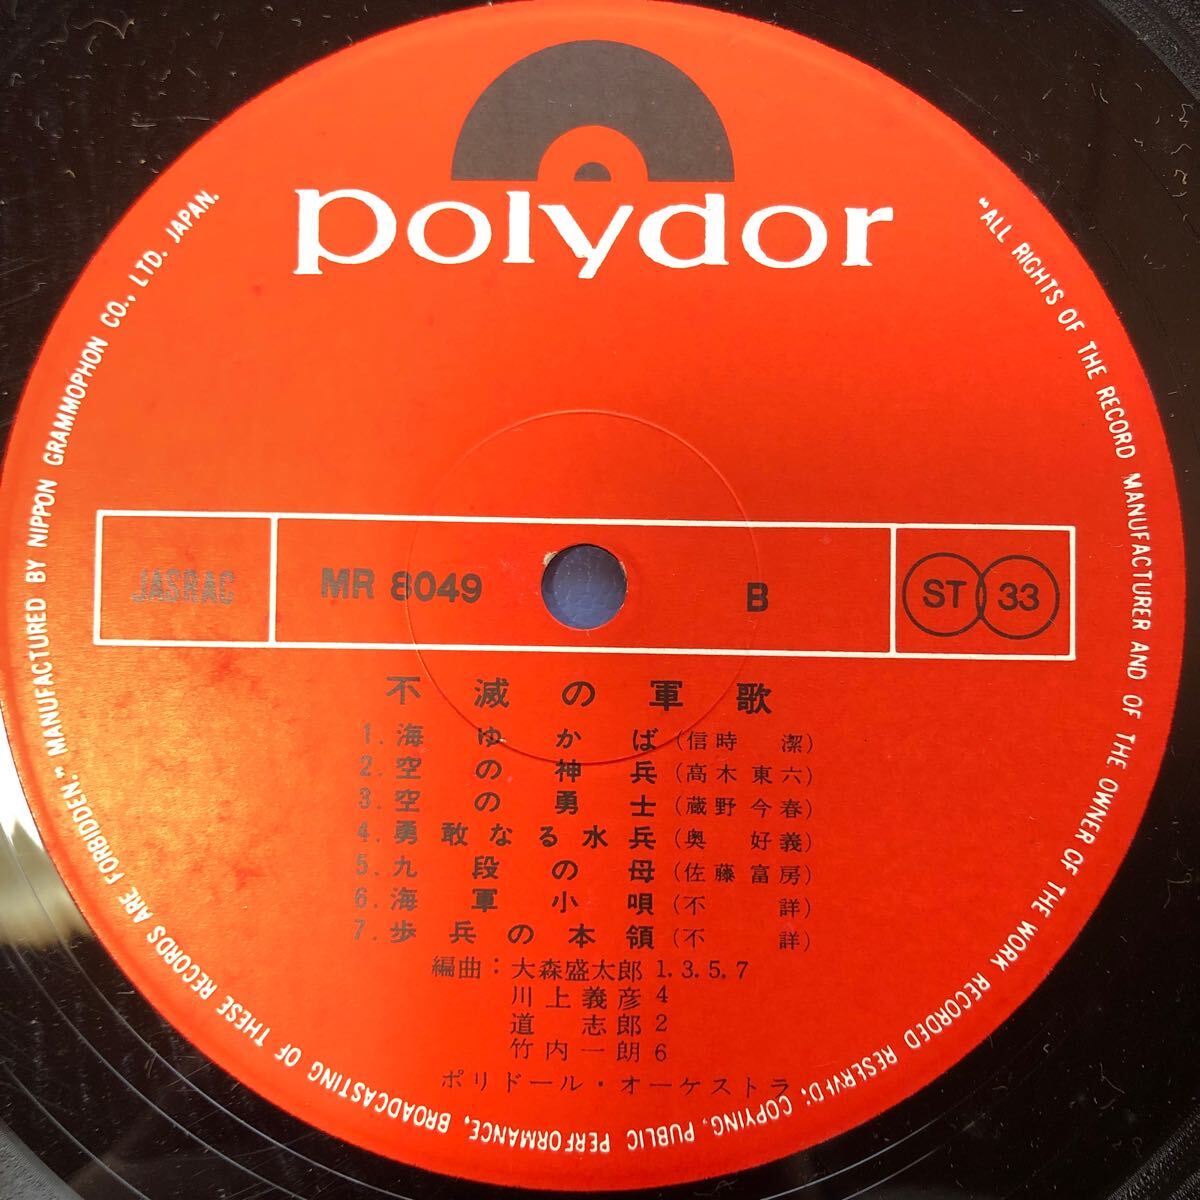 polydor
"ALL RIGHTS OF THE RECORD MANUFACTURER AND OF THE OWNER OF THE WORK RECORDED RESERVED; COPYING, PUBLIC PERFORMANCE, BROADCASTING OF THESE RECORDS ARE FORBIDDEN." MANUFACTURED BY NIPPON GRAMMOPHON CO., LTD. JAPAN.
JASRAC MR 8049 B ST 33
不滅の軍歌
1. 海ゆかば (信時 潔)
2. 空の神兵 (高木東六)
3. 空の勇士 (蔵野今春)
4. 勇敢なる水兵 (奥 好義)
5. 九段の母 (佐藤富房)
6. 海軍小唄 (不 詳)
7. 歩兵の本領 (不 詳)
編曲:大森盛太郎 1.3.5.7
川上義彦 4
道 志郎 2
竹内一朗 6
ポリドール・オーケストラ